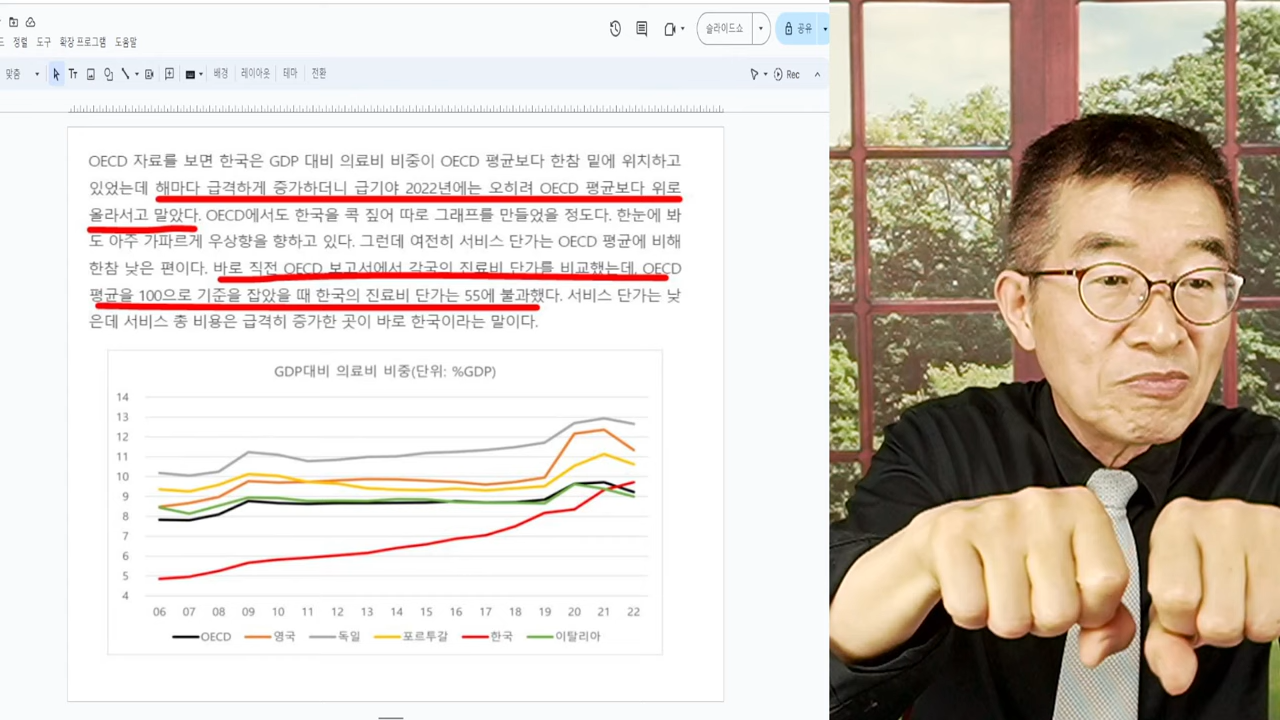 정렬 도구 확장 프로그램 도움말
슬라이드쇼
공유
맞춤
배경 레이아웃 테마 전환
Rec
OECD 자료를 보면 한국은 GDP 대비 의료비 비중이 OECD 평균보다 한참 밑에 위치하고
있었는데 해마다 급격하게 증가하더니 급기야 2022년에는 오히려 OECD 평균보다 위로
올라서고 말았다. OECD에서도 한국을 콕 짚어 따로 그래프를 만들었을 정도다. 한눈에 봐
도 아주 가파르게 우상향을 향하고 있다. 그런데 여전히 서비스 단가는 OECD 평균에 비해
한참 낮은 편이다. 바로 직전 OECD 보고서에서 각국의 진료비 단가를 비교했는데, OECD
평균을 100으로 기준을 잡았을 때 한국의 진료비 단가는 55에 불과했다. 서비스 단가는 낮
은데 서비스 총 비용은 급격히 증가한 곳이 바로 한국이라는 말이다.
GDP대비 의료비 비중(단위: %GDP)
14
13
12
11
10
9
8
7
6
5
4
06 07 08 09 10 11 12 13 14 15 16 17 18 19 20 21 22
OECD 영국 독일 포르투갈 한국 이탈리아